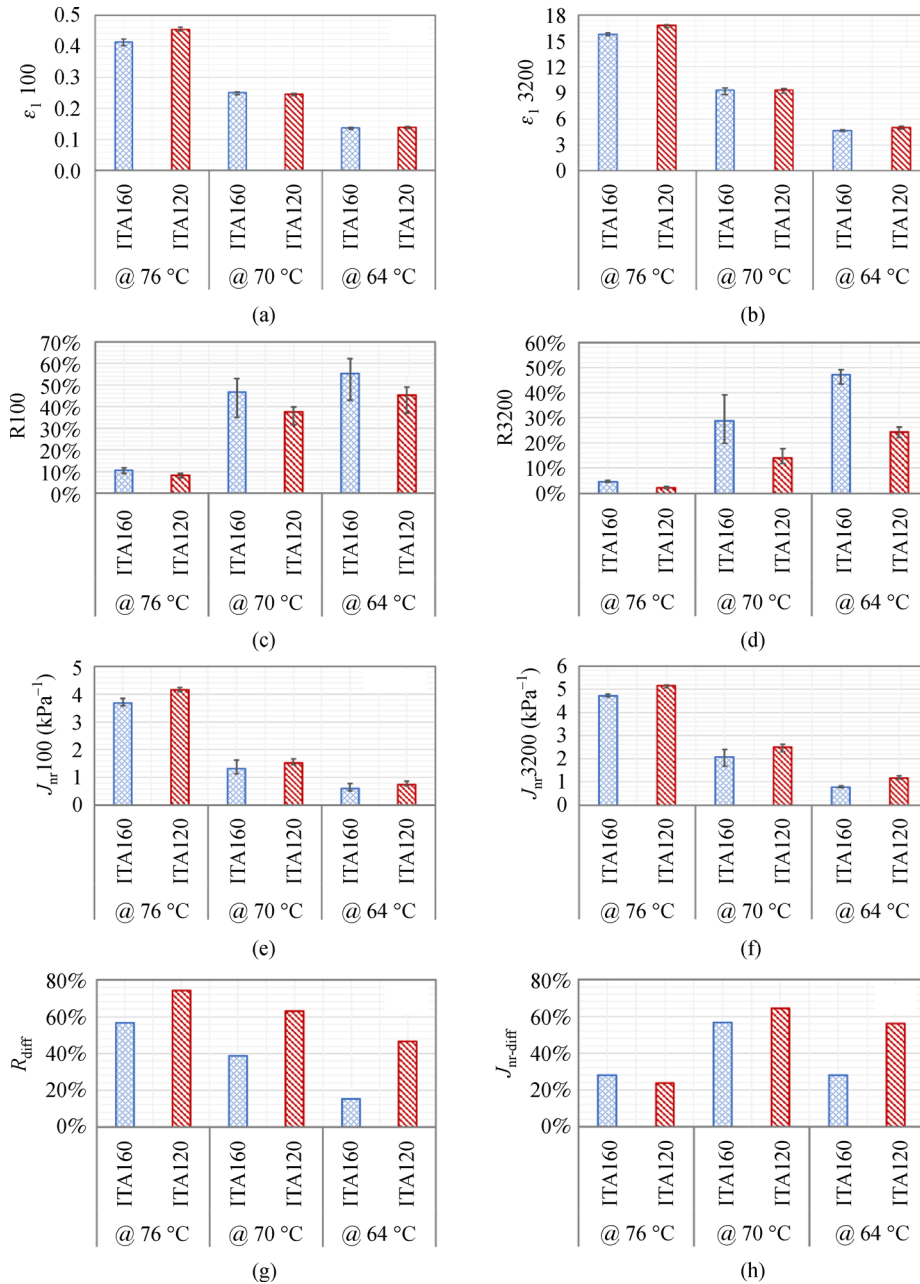 0.5
0.4
0.3
0.2
0.1
0.0
ε₁ 100
ITA160
ITA120
ITA160
ITA120
ITA160
ITA120
@ 76 °C
@ 70 °C
@ 64 °C
(a)
18
15
12
9
6
3
0
ε₁ 3200
ITA160
ITA120
ITA160
ITA120
ITA160
ITA120
@ 76 °C
@ 70 °C
@ 64 °C
(b)
70%
60%
50%
40%
30%
20%
10%
0%
R100
ITA160
ITA120
ITA160
ITA120
ITA160
ITA120
@ 76 °C
@ 70 °C
@ 64 °C
(c)
60%
50%
40%
30%
20%
10%
0%
R3200
ITA160
ITA120
ITA160
ITA120
ITA160
ITA120
@ 76 °C
@ 70 °C
@ 64 °C
(d)
5
4
3
2
1
0
Jnr100 (kPa⁻¹)
ITA160
ITA120
ITA160
ITA120
ITA160
ITA120
@ 76 °C
@ 70 °C
@ 64 °C
(e)
6
5
4
3
2
1
0
Jnr3200 (kPa⁻¹)
ITA160
ITA120
ITA160
ITA120
ITA160
ITA120
@ 76 °C
@ 70 °C
@ 64 °C
(f)
80%
60%
40%
20%
0%
Rdiff
ITA160
ITA120
ITA160
ITA120
ITA160
ITA120
@ 76 °C
@ 70 °C
@ 64 °C
(g)
80%
60%
40%
20%
0%
Jnr-diff
ITA160
ITA120
ITA160
ITA120
ITA160
ITA120
@ 76 °C
@ 70 °C
@ 64 °C
(h)